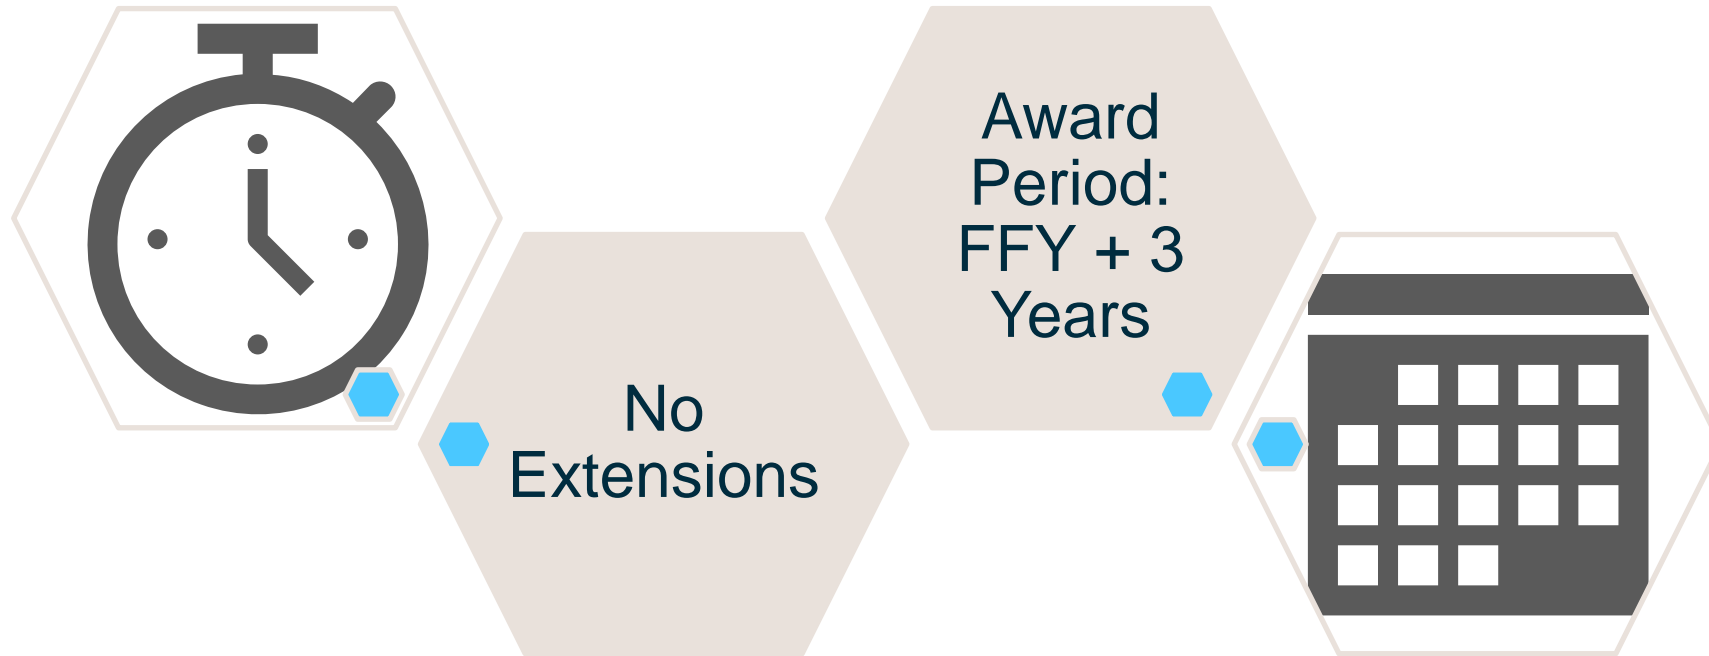 No
Extensions
Award
Period:
FFY + 3
Years